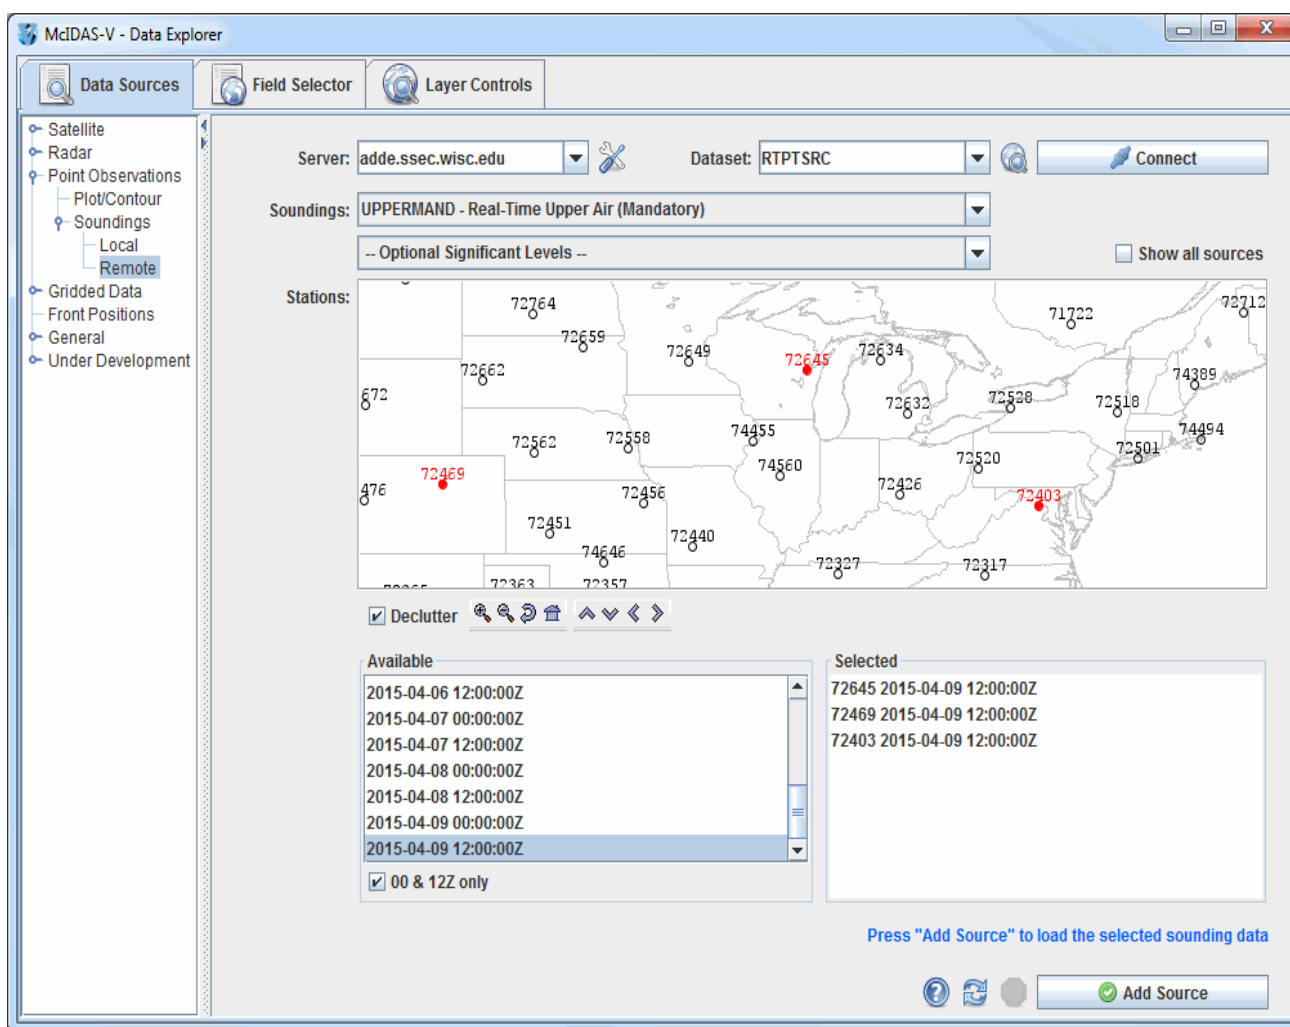 McIDAS-V - Data Explorer
Data Sources
Field Selector
Layer Controls
Satellite
Radar
Point Observations
Plot/Contour
Soundings
Local
Remote
Gridded Data
Front Positions
General
Under Development
Server: adde.ssec.wisc.edu
Dataset: RTPTSRC
Connect
Soundings: UPPERMAND - Real-Time Upper Air (Mandatory)
-- Optional Significant Levels --
Show all sources
Stations:
72764
72712
71722
72659
72649
72645
72634
72662
74389
672
72632
72528
72518
72562
72558
74455
74494
72501
72469
74560
72520
476
72456
72426
72403
72451
72440
74646
72327
72317
72363
72357
Declutter
Available
2015-04-06 12:00:00Z
2015-04-07 00:00:00Z
2015-04-07 12:00:00Z
2015-04-08 00:00:00Z
2015-04-08 12:00:00Z
2015-04-09 00:00:00Z
2015-04-09 12:00:00Z
00 & 12Z only
Selected
72645 2015-04-09 12:00:00Z
72469 2015-04-09 12:00:00Z
72403 2015-04-09 12:00:00Z
Press "Add Source" to load the selected sounding data
Add Source